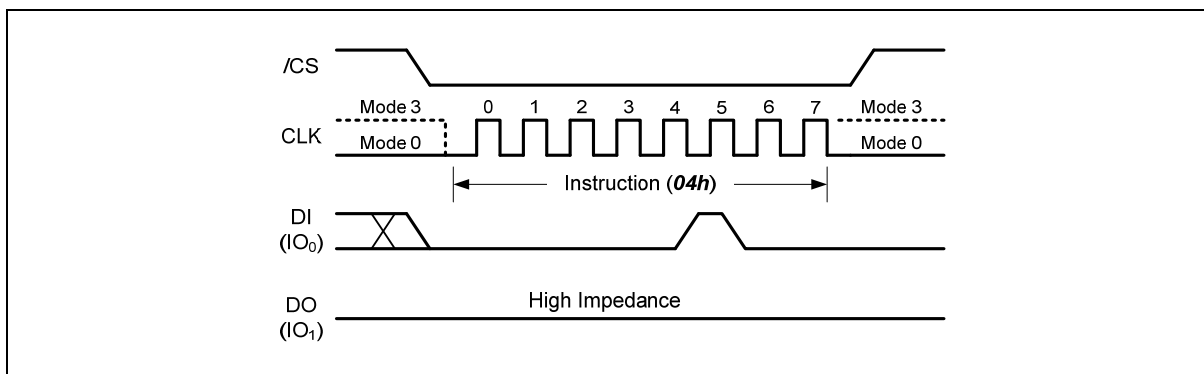 /CS
Mode 3 0 1 2 3 4 5 6 7 Mode 3
CLK
Mode 0 Mode 0
Instruction (04h)
DI
(IO0)
High Impedance
DO
(IO1)